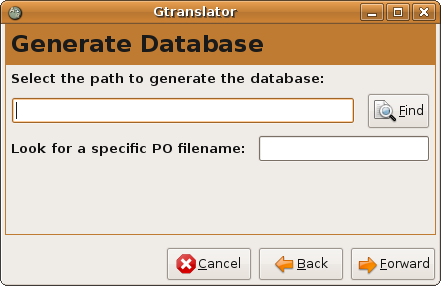 Gtranslator
Generate Database
Select the path to generate the database:
Find
Look for a specific PO filename:
Cancel Back Forward